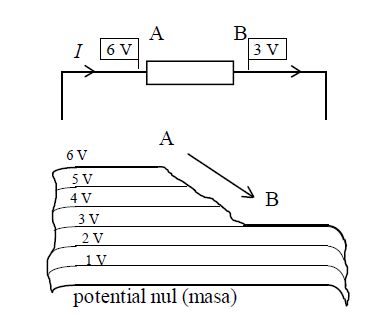 A B
I 6 V 3 V
A
6 V
5 V
4 V
B
3 V
2 V
1 V
potential nul (masa)